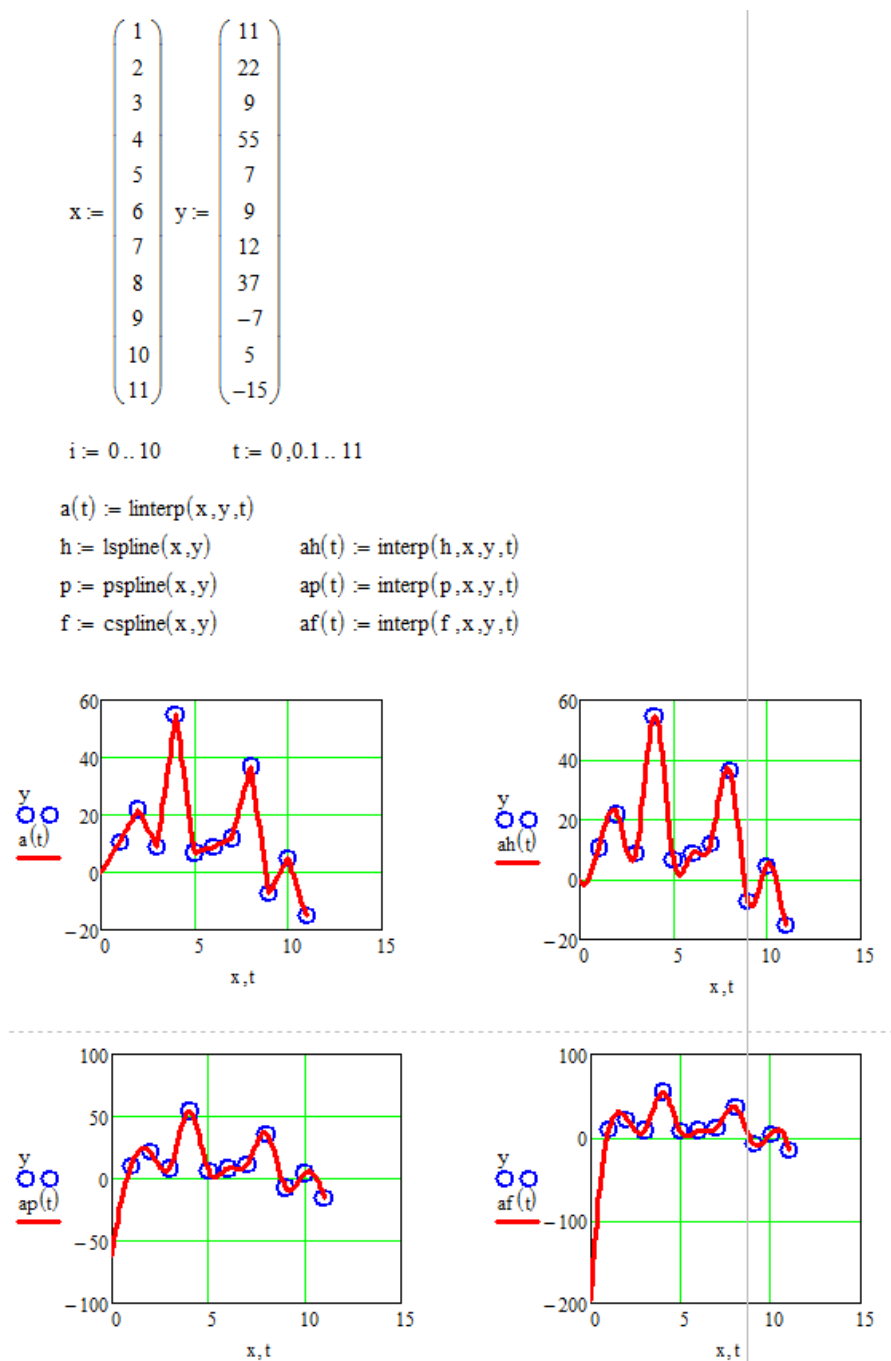 x := ( 1 2 3 4 5 6 7 8 9 10 11 ) y := ( 11 22 9 55 7 9 12 37 −7 5 −15 )
i := 0 .. 10 t := 0 , 0.1 .. 11
a(t) := linterp(x , y , t)
h := lspline(x , y) ah(t) := interp(h , x , y , t)
p := pspline(x , y) ap(t) := interp(p , x , y , t)
f := cspline(x , y) af(t) := interp(f , x , y , t)
60
40
20
0
−20
y
a(t)
0 5 10 15
x , t
60
40
20
0
−20
y
ah(t)
0 5 10 15
x , t
100
50
0
−50
−100
y
ap(t)
0 5 10 15
x , t
100
0
−100
−200
y
af(t)
0 5 10 15
x , t